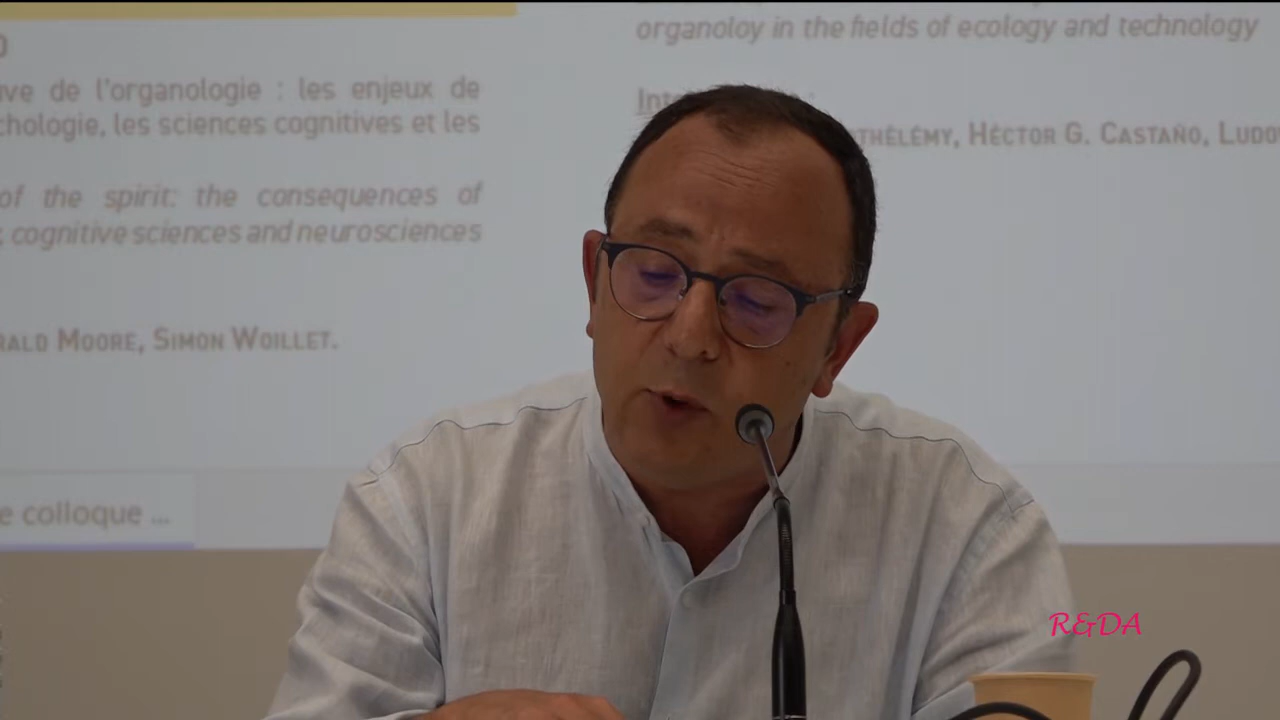 organoloy in the fields of ecology and technology
ve de l'organologie : les enjeux de
chologie, les sciences cognitives et les
THÉLÉMY, HÉCTOR G. CASTAÑO, LUDO
of the spirit: the consequences of
cognitive sciences and neurosciences
RALD MOORE, SIMON WOILLET.
e colloque ...
R&DA